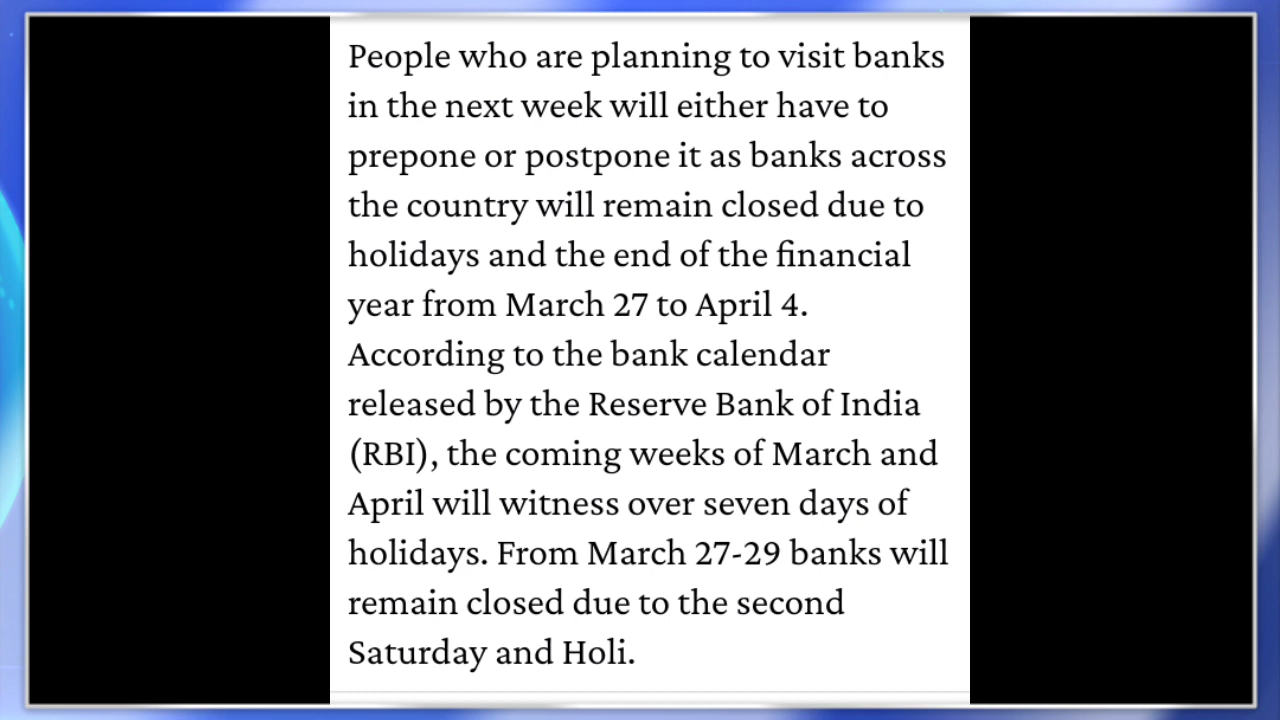 People who are planning to visit banks
in the next week will either have to
prepone or postpone it as banks across
the country will remain closed due to
holidays and the end of the financial
year from March 27 to April 4.
According to the bank calendar
released by the Reserve Bank of India
(RBI), the coming weeks of March and
April will witness over seven days of
holidays. From March 27-29 banks will
remain closed due to the second
Saturday and Holi.